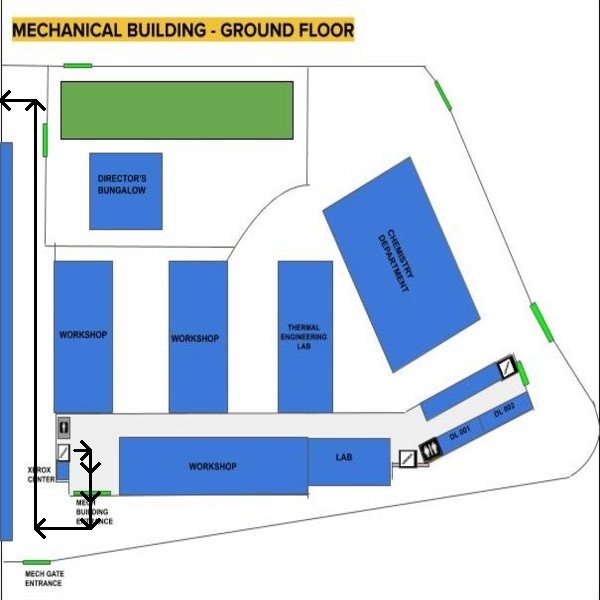 MECHANICAL BUILDING - GROUND FLOOR
DIRECTOR'S
BUNGALOW
CHEMISTRY
DEPARTMENT
WORKSHOP
WORKSHOP
THERMAL
ENGINEERING
LAB
DL 002
DL 001
LAB
WORKSHOP
XEROX
CENTER
MECH
BUILDING
ENTRANCE
MECH GATE
ENTRANCE